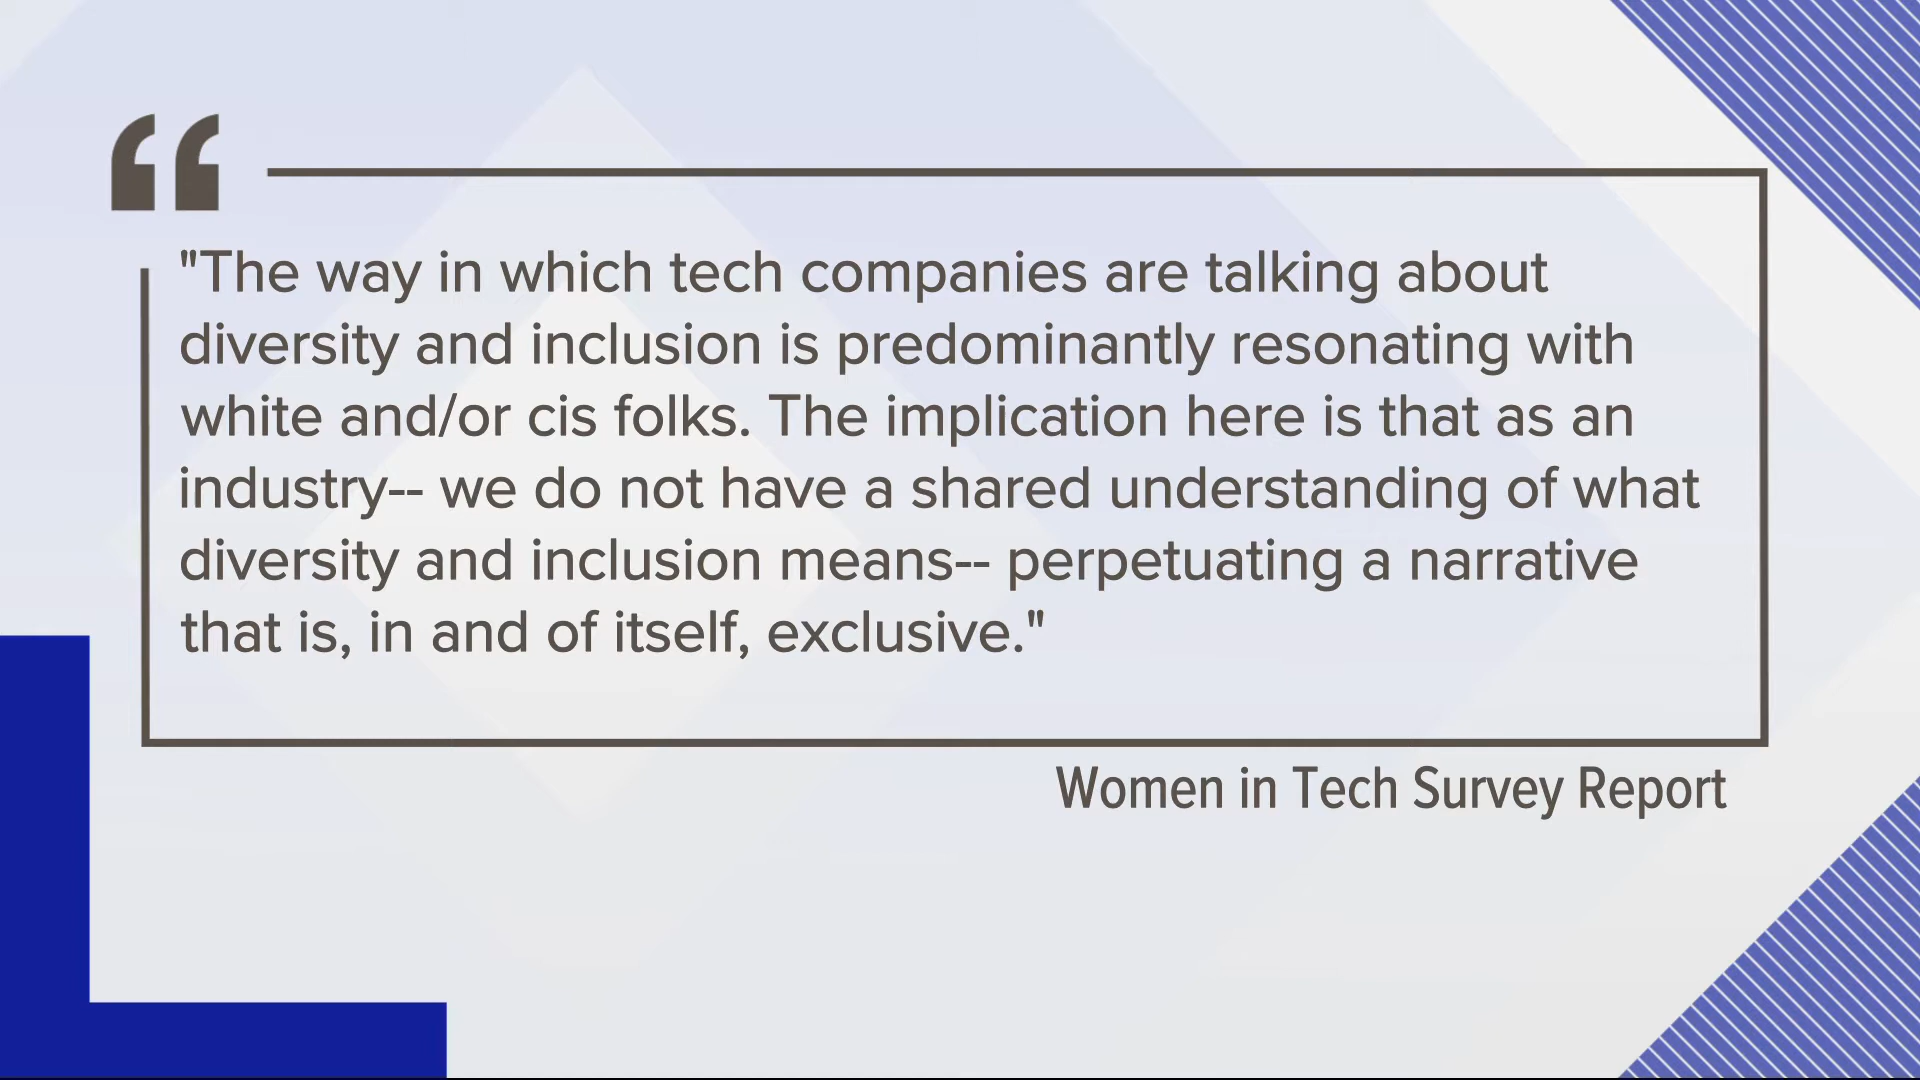 "The way in which tech companies are talking about
diversity and inclusion is predominantly resonating with
white and/or cis folks. The implication here is that as an
industry-- we do not have a shared understanding of what
diversity and inclusion means-- perpetuating a narrative
that is, in and of itself, exclusive."
Women in Tech Survey Report